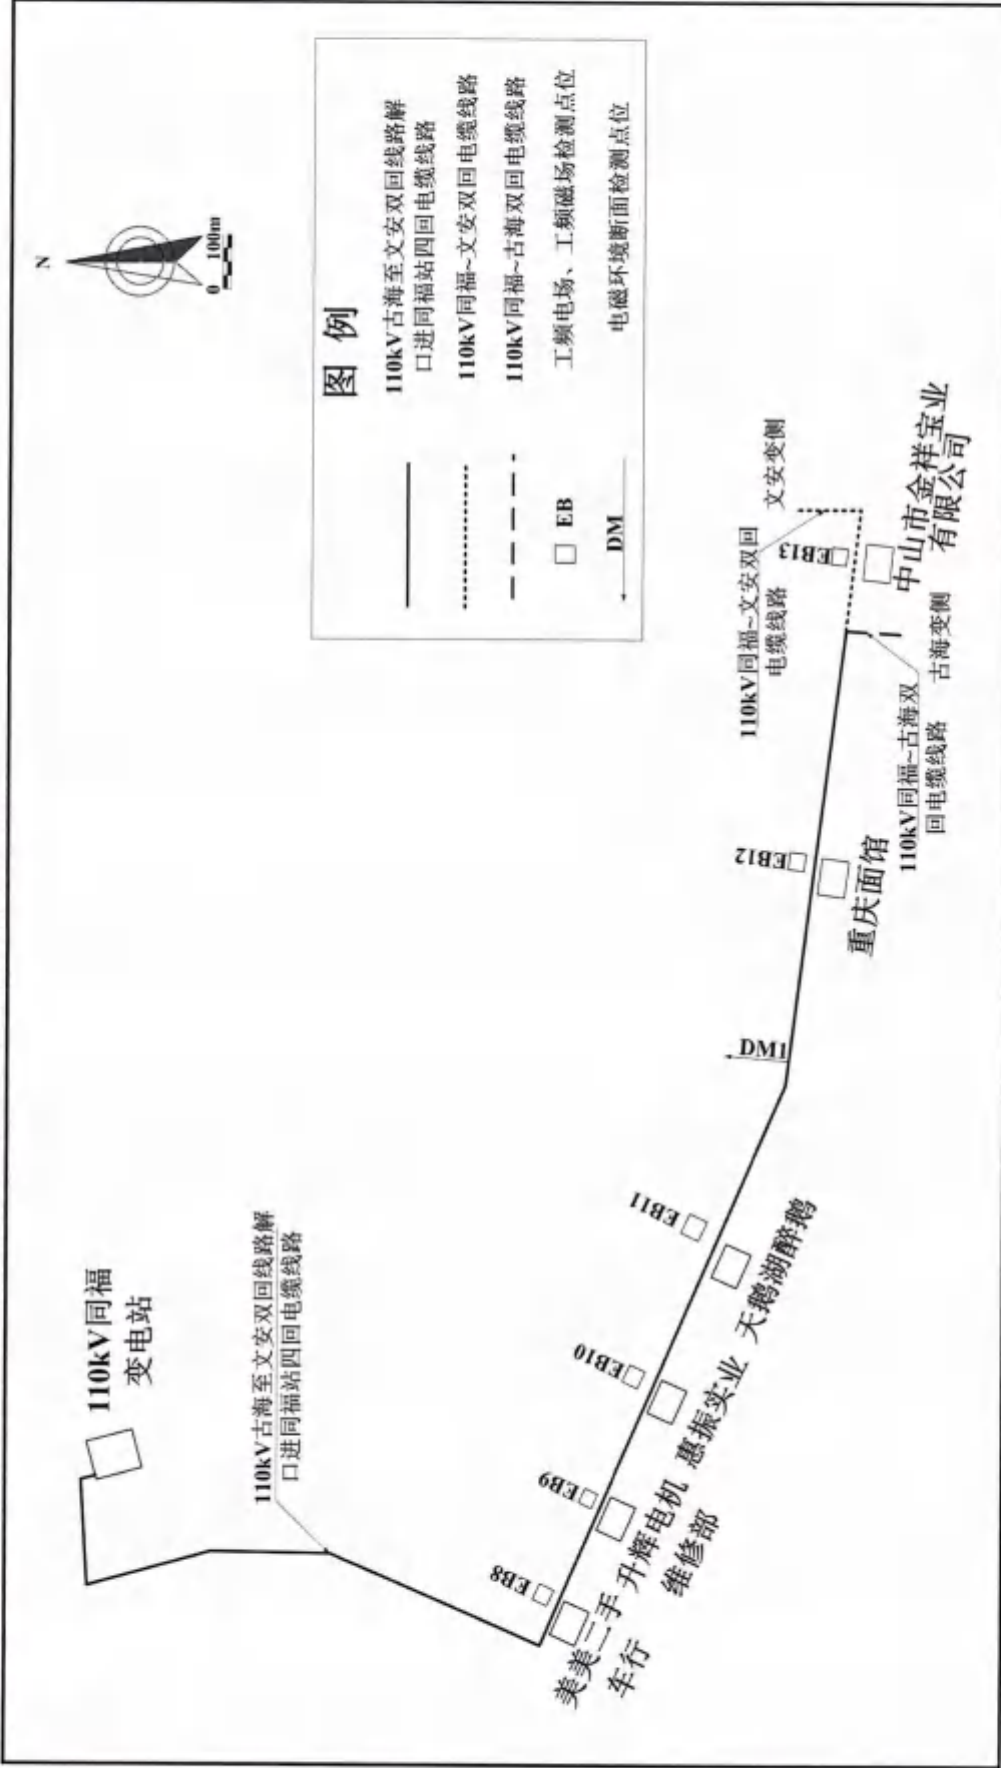 N
0 100m
图 例
110kV古海至文安双回线路解
口进同福站四回电缆线路
110kV同福~文安双回电缆线路
110kV同福~古海双回电缆线路
EB
工频电场、工频磁场检测点位
DM
电磁环境断面检测点位
110kV同福
变电站
110kV古海至文安双回线路解
口进同福站四回电缆线路
EB8
美美二手
车行
EB9
升辉电机
维修部
EB10
惠振实业
EB11
天鹅湖醉鹅
DM1
EB12
重庆面馆
110kV同福~文安双回
电缆线路
文安变侧
EB13
中山市金祥宝业
有限公司
110kV同福~古海双
回电缆线路
古海变侧